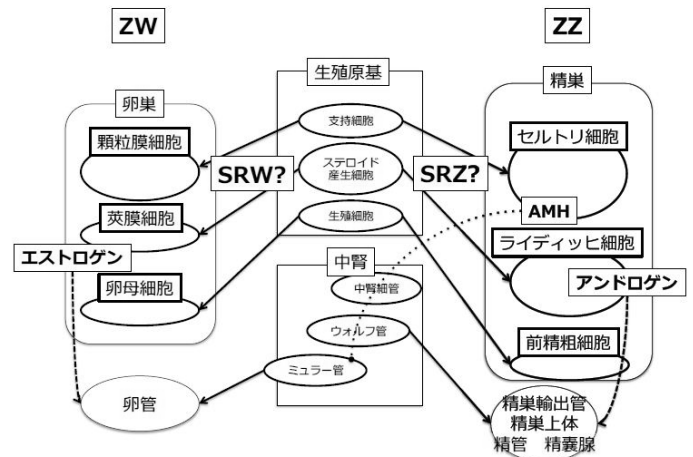 ZW
ZZ
生殖原基
卵巣
精巣
支持細胞
顆粒膜細胞
セルトリ細胞
ステロイド
産生細胞
SRW?
SRZ?
莢膜細胞
生殖細胞
AMH
ライディッヒ細胞
エストロゲン
中腎
アンドロゲン
卵母細胞
中腎細管
ウォルフ管
前精粗細胞
ミュラー管
卵管
精巣輸出管
精巣上体
精管 精嚢腺